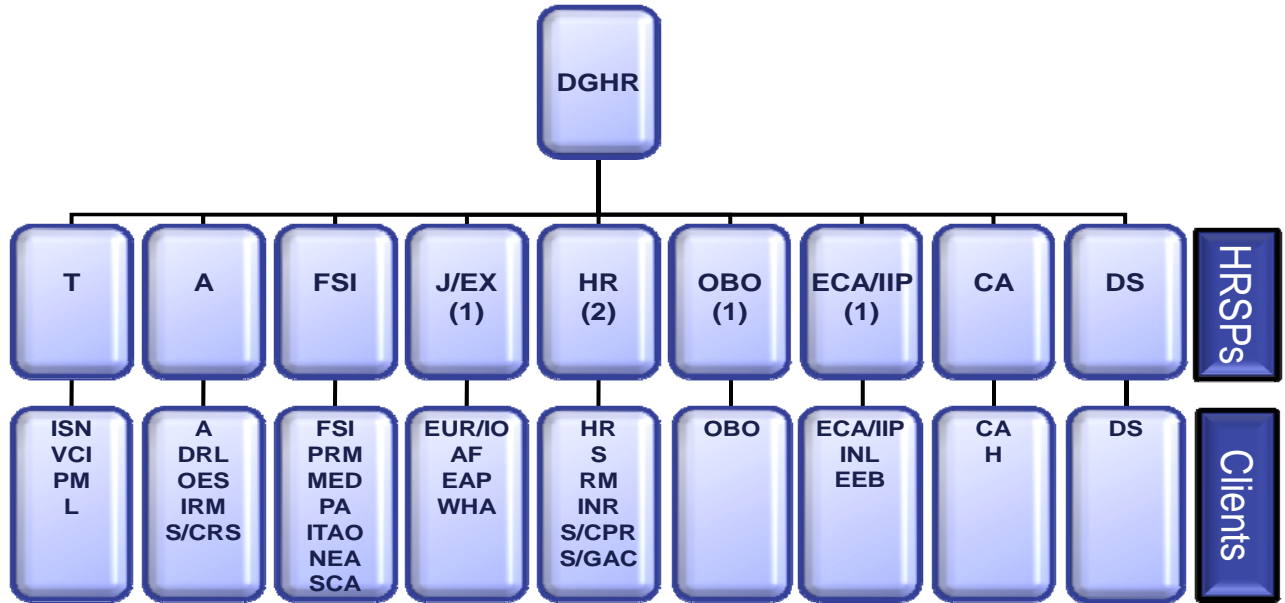 DGHR
T
A
FSI
J/EX
(1)
HR
(2)
OBO
(1)
ECA/IIP
(1)
CA
DS
HRSPs
ISN
VCI
PM
L
A
DRL
OES
IRM
S/CRS
FSI
PRM
MED
PA
ITAO
NEA
SCA
EUR/IO
AF
EAP
WHA
HR
S
RM
INR
S/CPR
S/GAC
OBO
ECA/IIP
INL
EEB
CA
H
DS
Clients